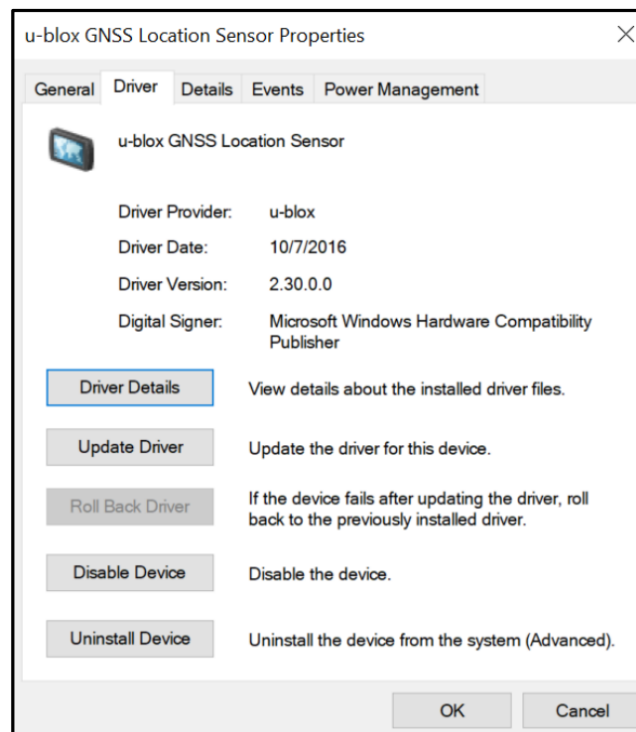 u-blox GNSS Location Sensor Properties
General Driver Details Events Power Management
u-blox GNSS Location Sensor
Driver Provider: u-blox
Driver Date: 10/7/2016
Driver Version: 2.30.0.0
Digital Signer: Microsoft Windows Hardware Compatibility
Publisher
Driver Details View details about the installed driver files.
Update Driver Update the driver for this device.
Roll Back Driver If the device fails after updating the driver, roll
back to the previously installed driver.
Disable Device Disable the device.
Uninstall Device Uninstall the device from the system (Advanced).
OK Cancel